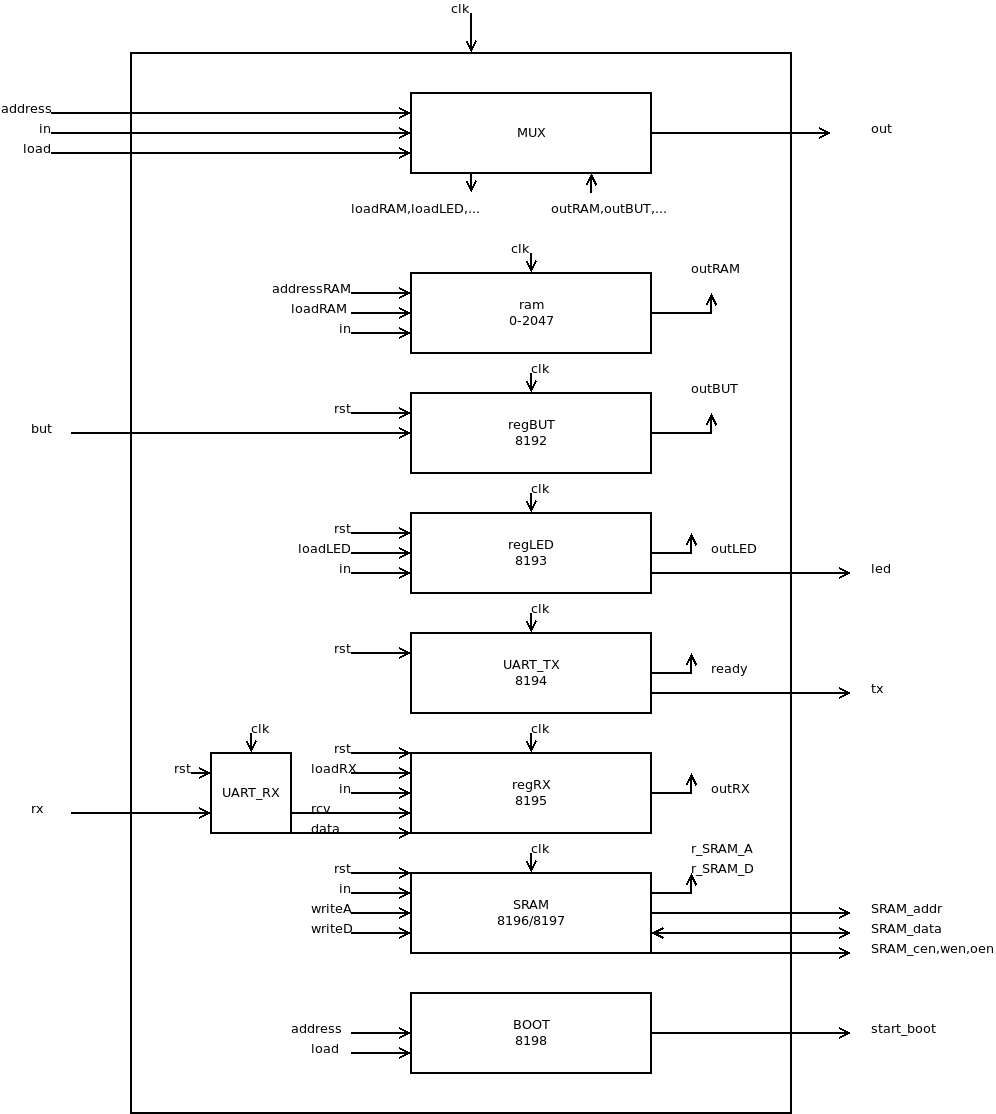 clk
address
in
load
MUX
out
loadRAM,loadLED,...
outRAM,outBUT,...
clk
outRAM
addressRAM
loadRAM
in
ram
0-2047
clk
outBUT
rst
but
regBUT
8192
clk
rst
loadLED
in
regLED
8193
outLED
led
clk
rst
UART_TX
8194
ready
tx
clk
clk
rst
rst
loadRX
in
rcv
data
rx
UART_RX
regRX
8195
outRX
clk
r_SRAM_A
r_SRAM_D
rst
in
writeA
writeD
SRAM
8196/8197
SRAM_addr
SRAM_data
SRAM_cen,wen,oen
address
load
BOOT
8198
start_boot